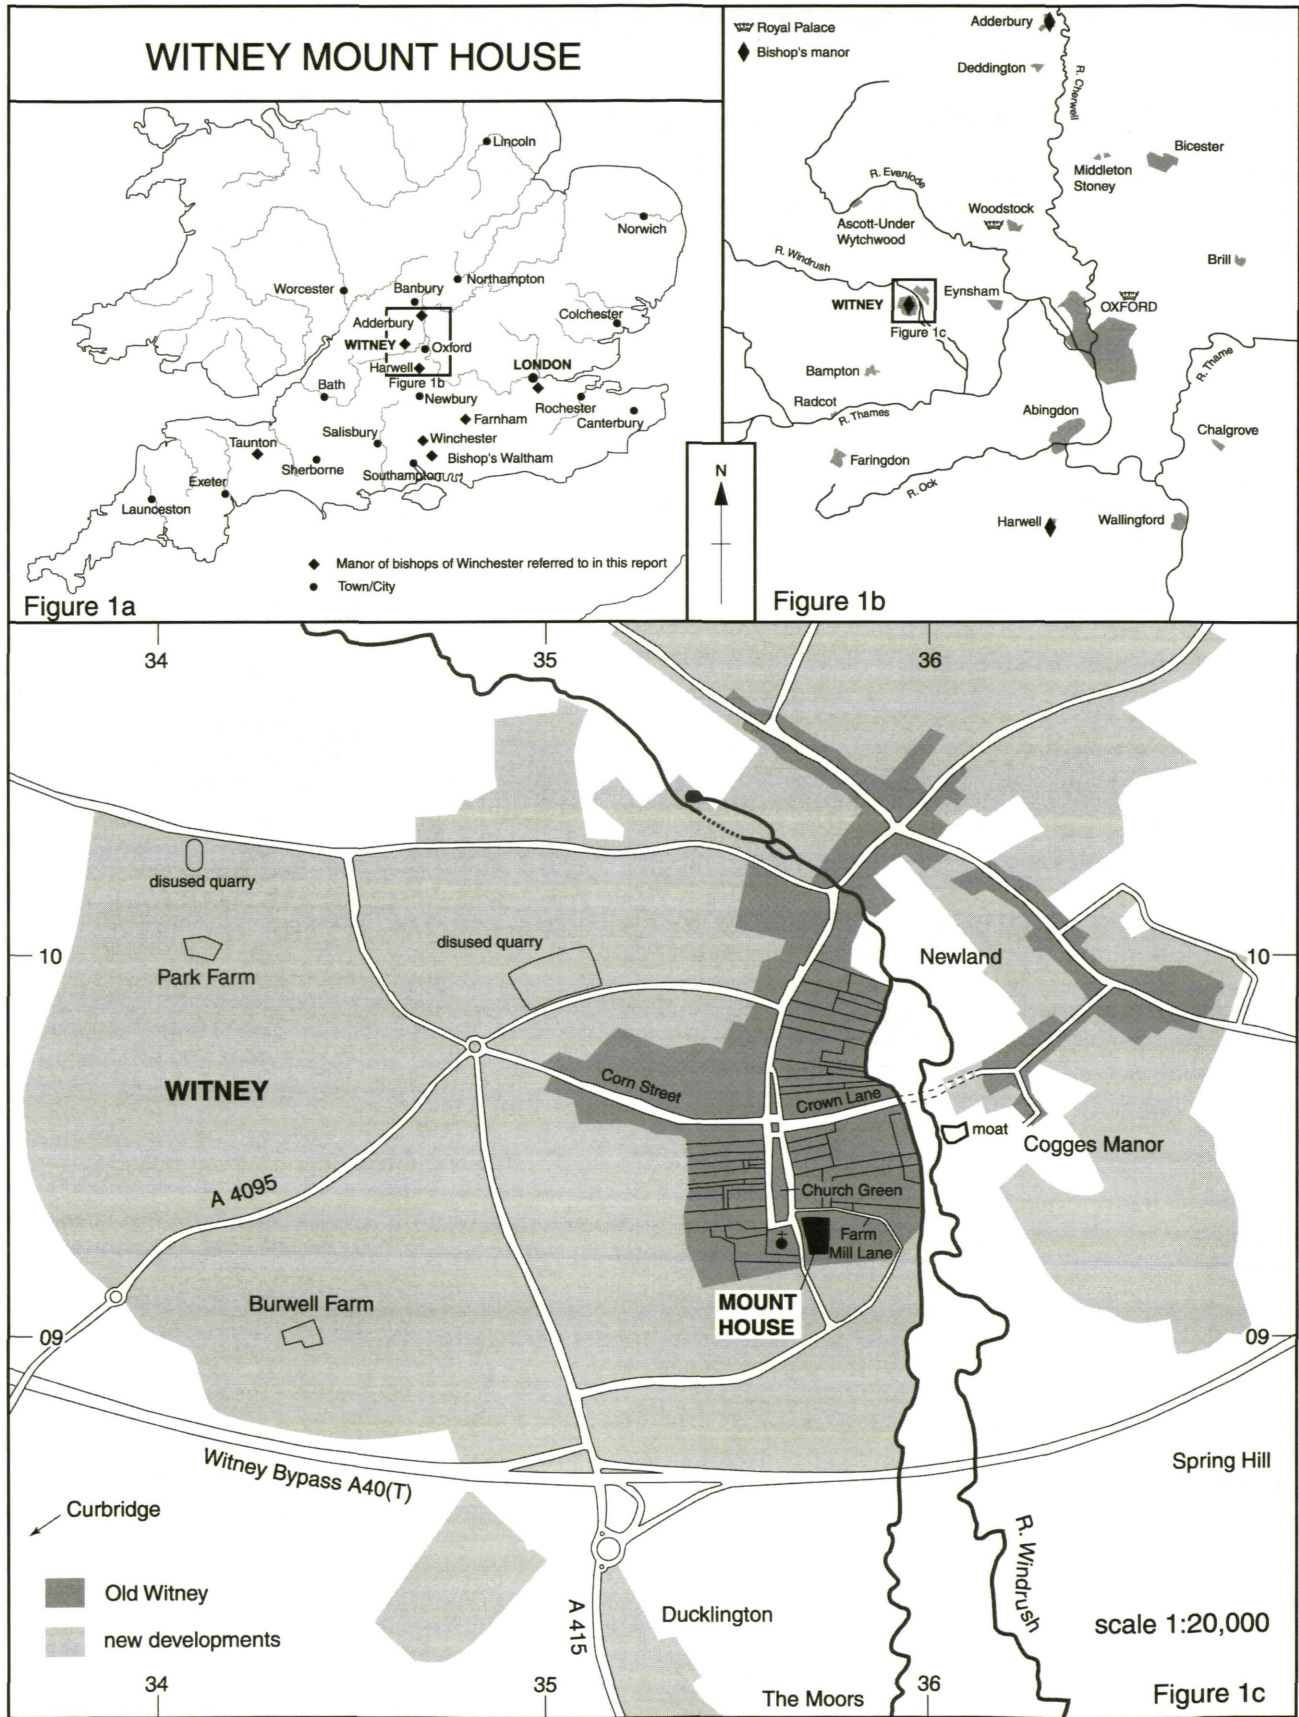 WITNEY MOUNT HOUSE
Lincoln
Norwich
Northampton
Worcester
Banbury
Colchester
Adderbury
WITNEY
Oxford
Harwell
Figure 1b
LONDON
Bath
Newbury
Rochester
Canterbury
Farnham
Salisbury
Winchester
Taunton
Bishop's Waltham
Sherborne
Southampton
Exeter
Launceston
Manor of bishops of Winchester referred to in this report
Town/City
Figure 1a
N
Royal Palace
Bishop's manor
Adderbury
Deddington
R. Cherwell
Bicester
Middleton
Stoney
R. Evenlode
Woodstock
Ascott-Under
Wytchwood
Brill
R. Windrush
WITNEY
Eynsham
OXFORD
Figure 1c
R. Thame
Bampton
Radcot
R. Thames
Abingdon
Chalgrove
Faringdon
R. Ock
Harwell
Wallingford
Figure 1b
34
35
36
disused quarry
disused quarry
10
Park Farm
Newland
10
WITNEY
Corn Street
Crown Lane
moat
Cogges Manor
A 4095
Church Green
Farm
Mill Lane
Burwell Farm
MOUNT
HOUSE
09
09
Witney Bypass A40(T)
Spring Hill
Curbridge
R. Windrush
Old Witney
new developments
A 415
Ducklington
scale 1:20,000
34
35
The Moors
36
Figure 1c